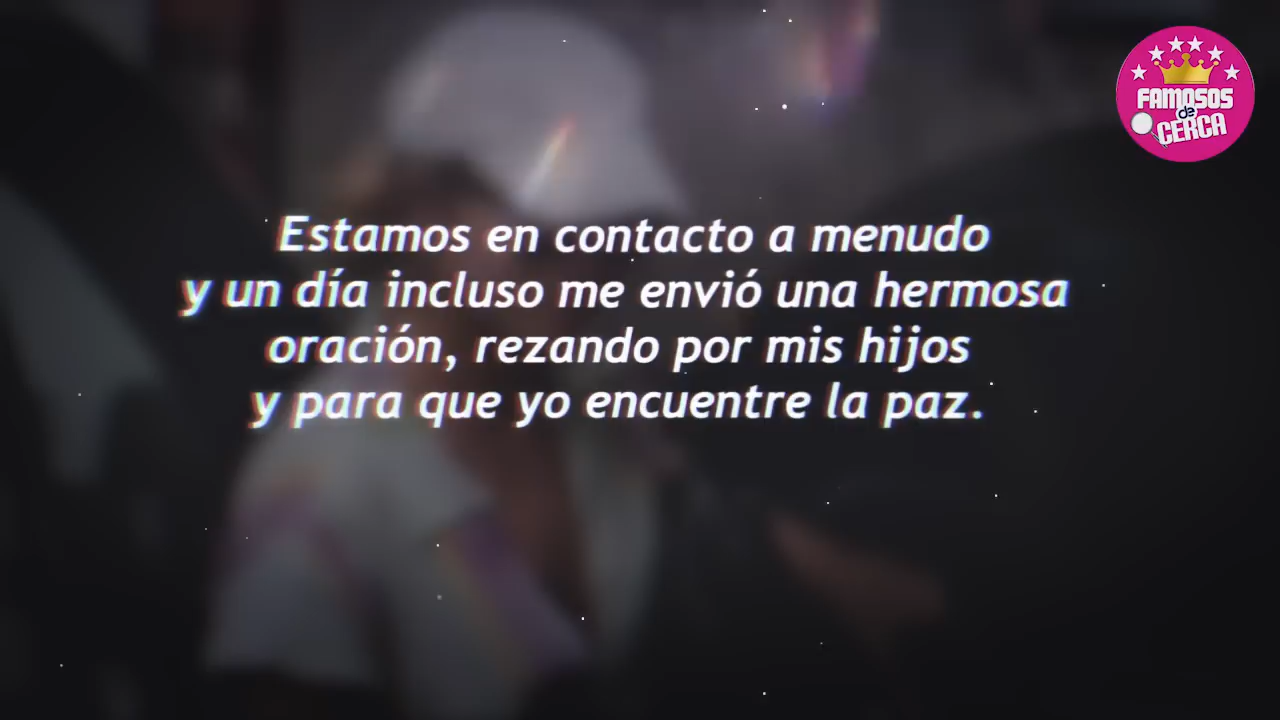 FAMOSOS
de
CERCA
Estamos en contacto a menudo
y un día incluso me envió una hermosa
oración, rezando por mis hijos
y para que yo encuentre la paz.